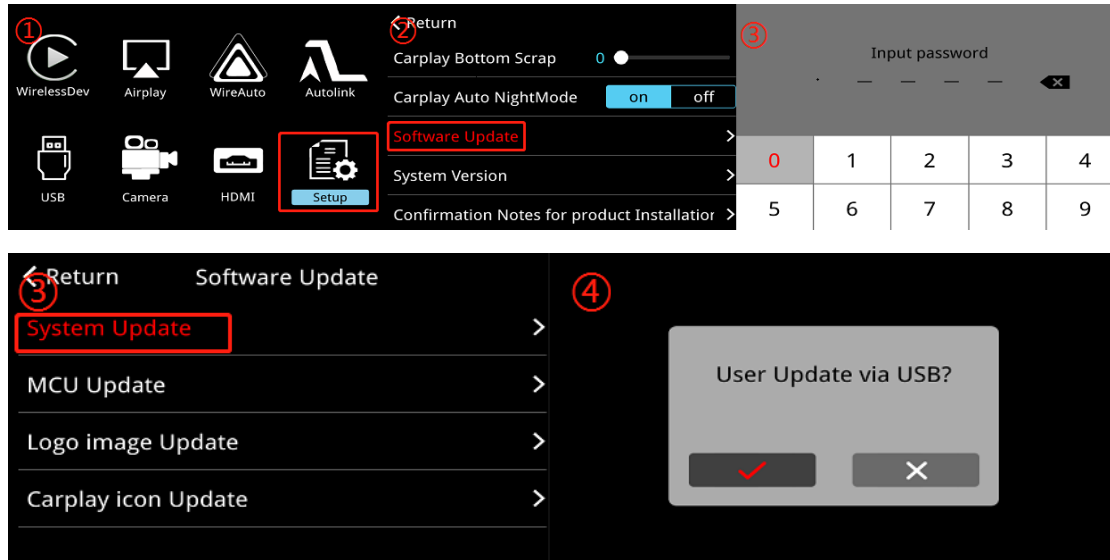 ①
WirelessDev Airplay WireAuto Autolink
USB Camera HDMI Setup
②
Return
Carplay Bottom Scrap 0
Carplay Auto NightMode on off
Software Update
System Version
Confirmation Notes for product Installation
③
Input password
0 1 2 3 4
5 6 7 8 9
③
Return Software Update
System Update
MCU Update
Logo image Update
Carplay icon Update
④
User Update via USB?